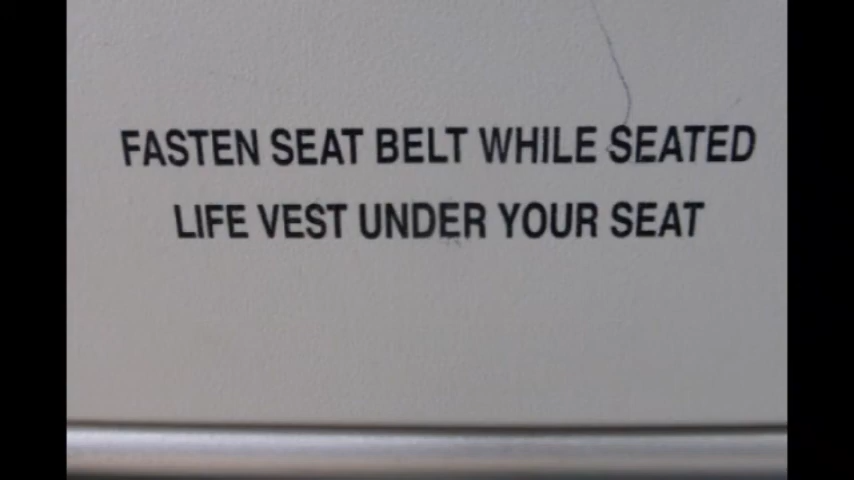 FASTEN SEAT BELT WHILE SEATED
LIFE VEST UNDER YOUR SEAT